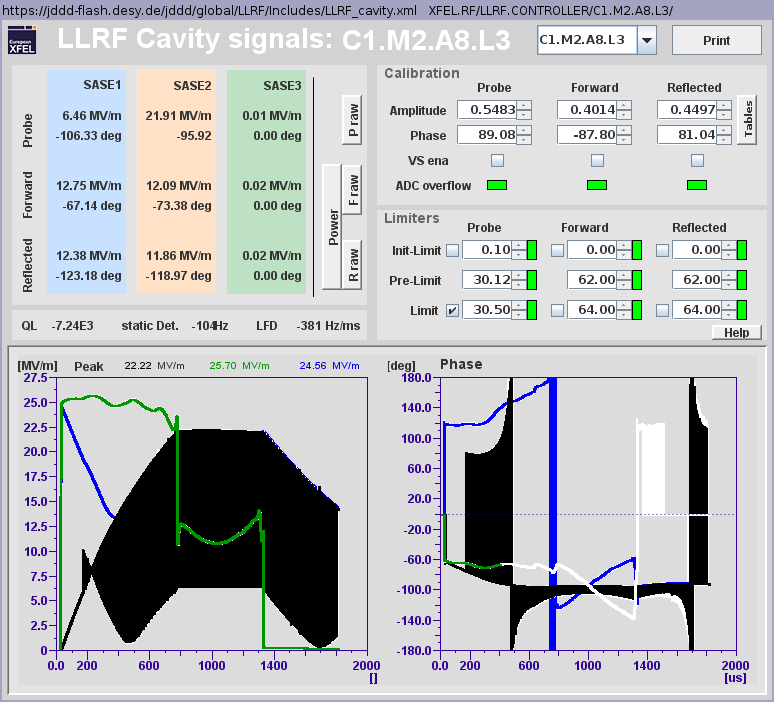 https://jddd-flash.desy.de/jddd/global/LLRF/Includes/LLRF_cavity.xml XFEL.RF/LLRF.CONTROLLER/C1.M2.A8.L3/
European XFEL
LLRF Cavity signals: C1.M2.A8.L3
C1.M2.A8.L3
Print
SASE1 SASE2 SASE3
Probe
6.46 MV/m 21.91 MV/m 0.01 MV/m
-106.33 deg -95.92 0.00 deg
P raw
Forward
12.75 MV/m 12.09 MV/m 0.02 MV/m
-67.14 deg -73.38 deg 0.00 deg
Power
F raw
Reflected
12.38 MV/m 11.86 MV/m 0.02 MV/m
-123.18 deg -118.97 deg 0.00 deg
R raw
QL -7.24E3 static Det. -104Hz LFD -381 Hz/ms
Calibration
Probe Forward Reflected
Amplitude 0.5483 0.4014 0.4497
Phase 89.08 -87.80 81.04
Tables
VS ena
ADC overflow
Limiters
Probe Forward Reflected
Init-Limit 0.10 0.00 0.00
Pre-Limit 30.12 62.00 62.00
Limit 30.50 64.00 64.00
Help
[MV/m] Peak 22.22 MV/m 25.70 MV/m 24.56 MV/m
27.5
25.0
22.5
20.0
17.5
15.0
12.5
10.0
7.5
5.0
2.5
0
0.0 200 600 1000 1400 2000
[]
[deg] Phase
180.0
140.0
100.0
60.0
20.0
-20.0
-60.0
-100.0
-140.0
-180.0
0.0 200 600 1000 1400 2000
[us]